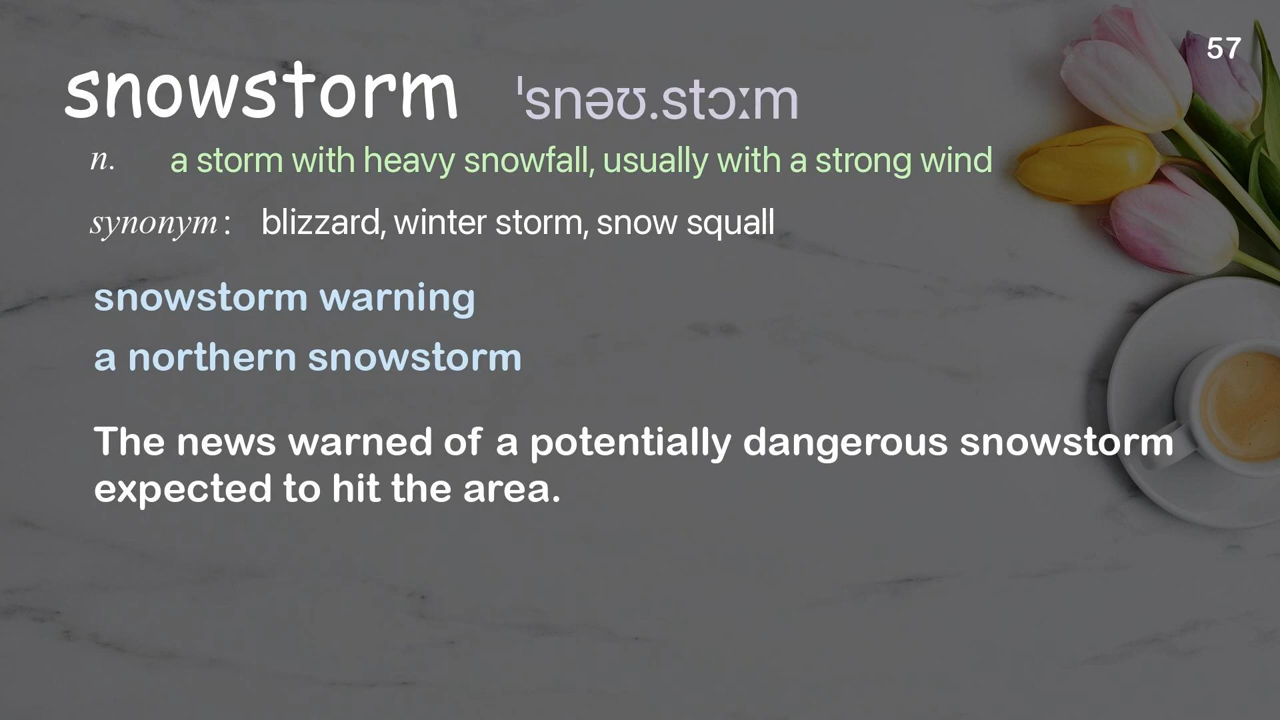 57
snowstorm ˈsnəʊ.stɔːm
n. a storm with heavy snowfall, usually with a strong wind
synonym: blizzard, winter storm, snow squall
snowstorm warning
a northern snowstorm
The news warned of a potentially dangerous snowstorm
expected to hit the area.